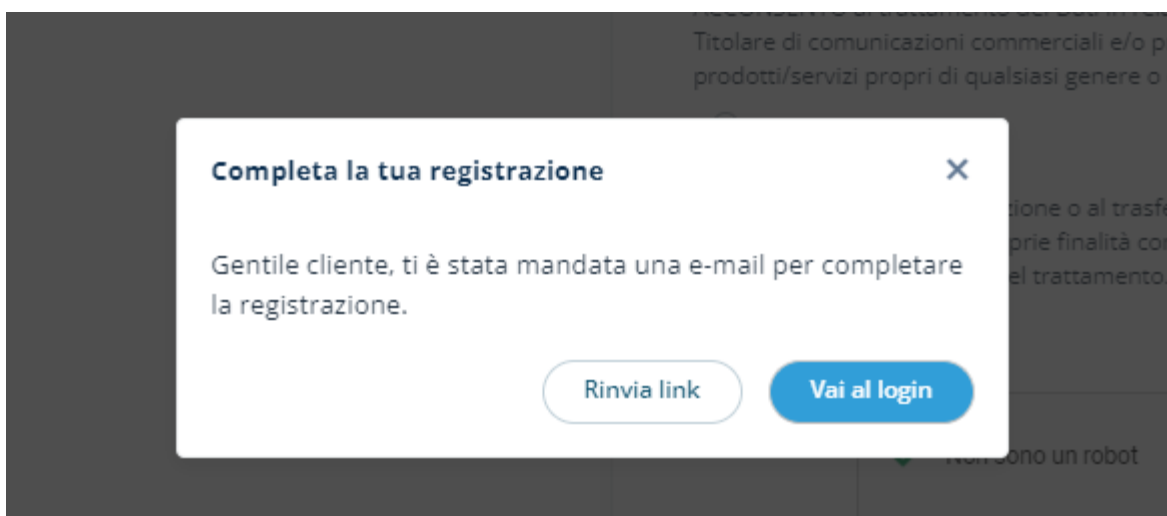 Titolare di comunicazioni commerciali e/o
prodotti/servizi propri di qualsiasi genere o
Completa la tua registrazione
zione o al
prie finalità
Gentile cliente, ti è stata mandata una e-mail per completare
el trattamento.
la registrazione.
Rinvia link
Vai al login
Non sono un robot